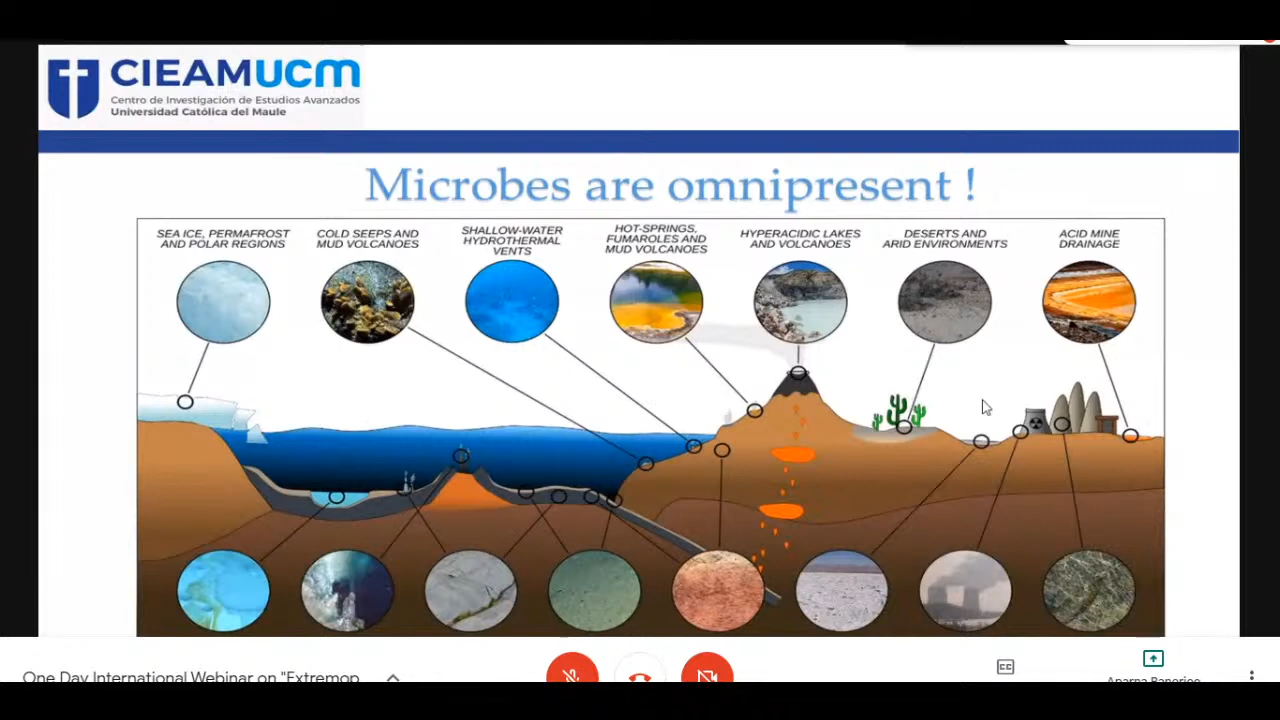 CIEAMUCM
Centro de Investigación de Estudios Avanzados
Universidad Católica del Maule
Microbes are omnipresent !
SEA ICE, PERMAFROST
AND POLAR REGIONS
COLD SEEPS AND
MUD VOLCANOES
SHALLOW-WATER
HYDROTHERMAL
VENTS
HOT-SPRINGS,
FUMAROLES AND
MUD VOLCANOES
HYPERACIDIC LAKES
AND VOLCANOES
DESERTS AND
ARID ENVIRONMENTS
ACID MINE
DRAINAGE
One Day International Webinar on "Extremop
CC
Aparna Banerjee